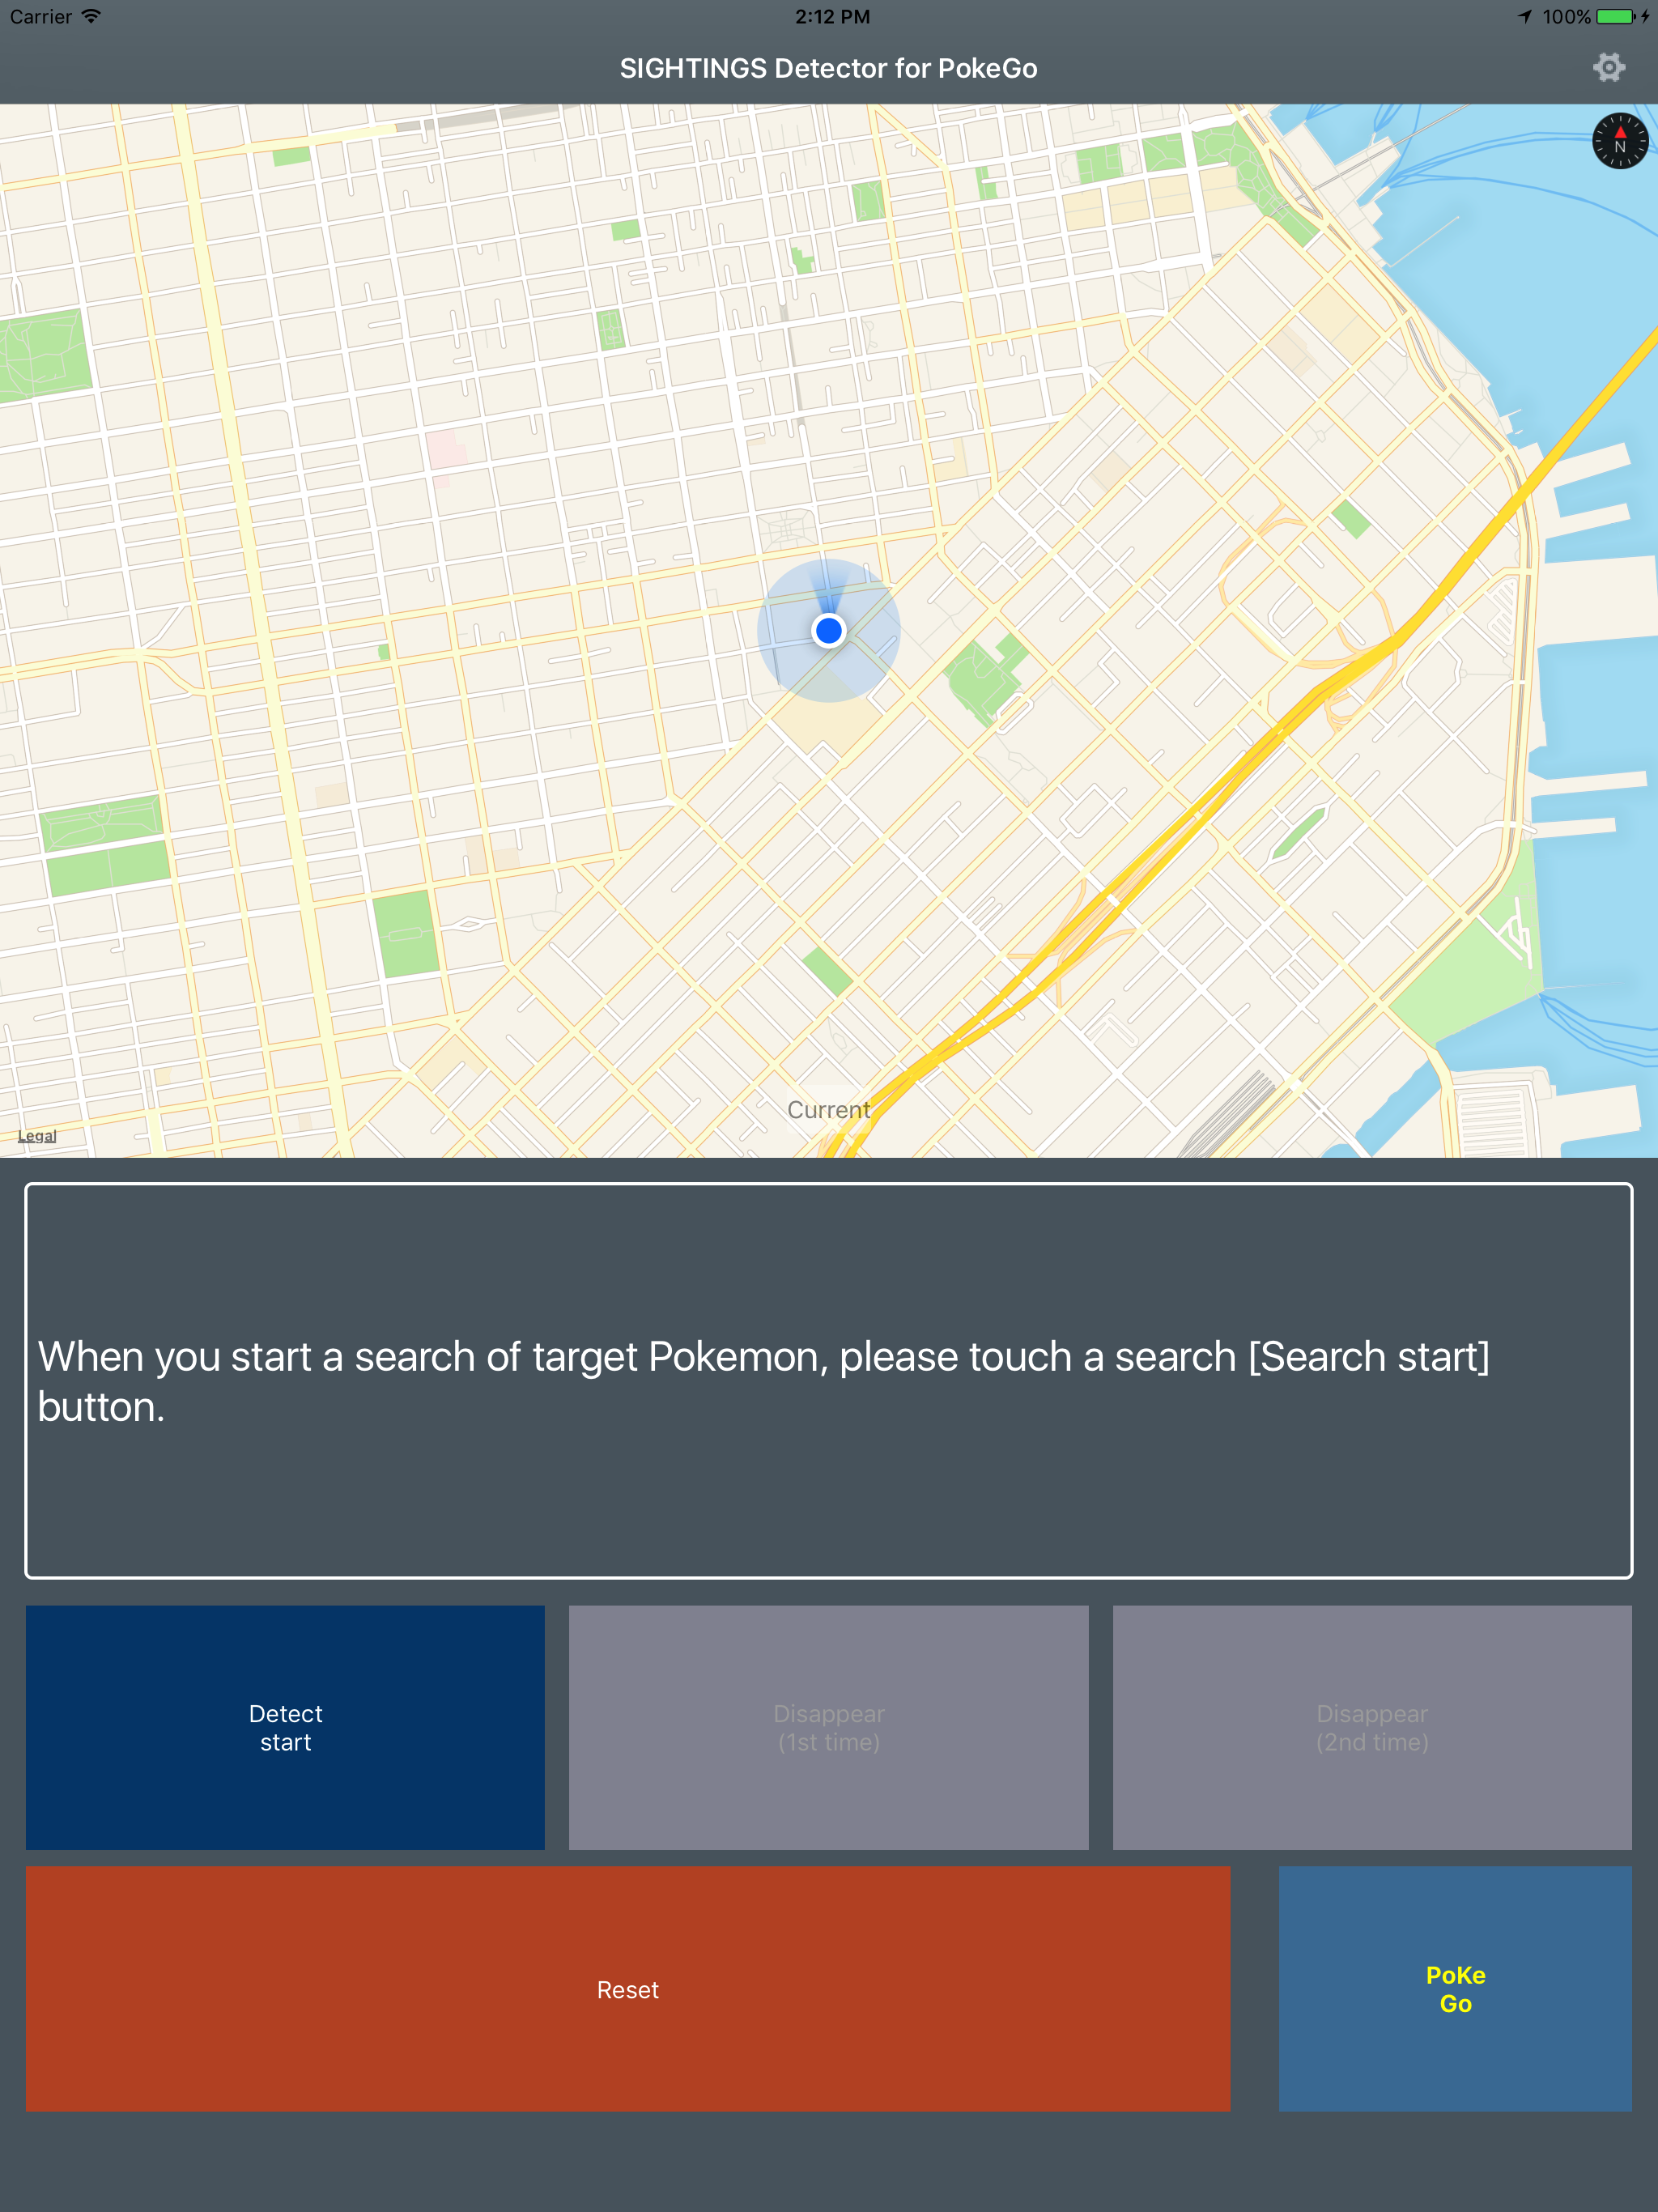 Carrier 2:12 PM 100%
SIGHTINGS Detector for PokeGo
N
Current
Legal
When you start a search of target Pokemon, please touch a search [Search start]
button.
Detect
start
Disappear
(1st time)
Disappear
(2nd time)
Reset
PoKe
Go